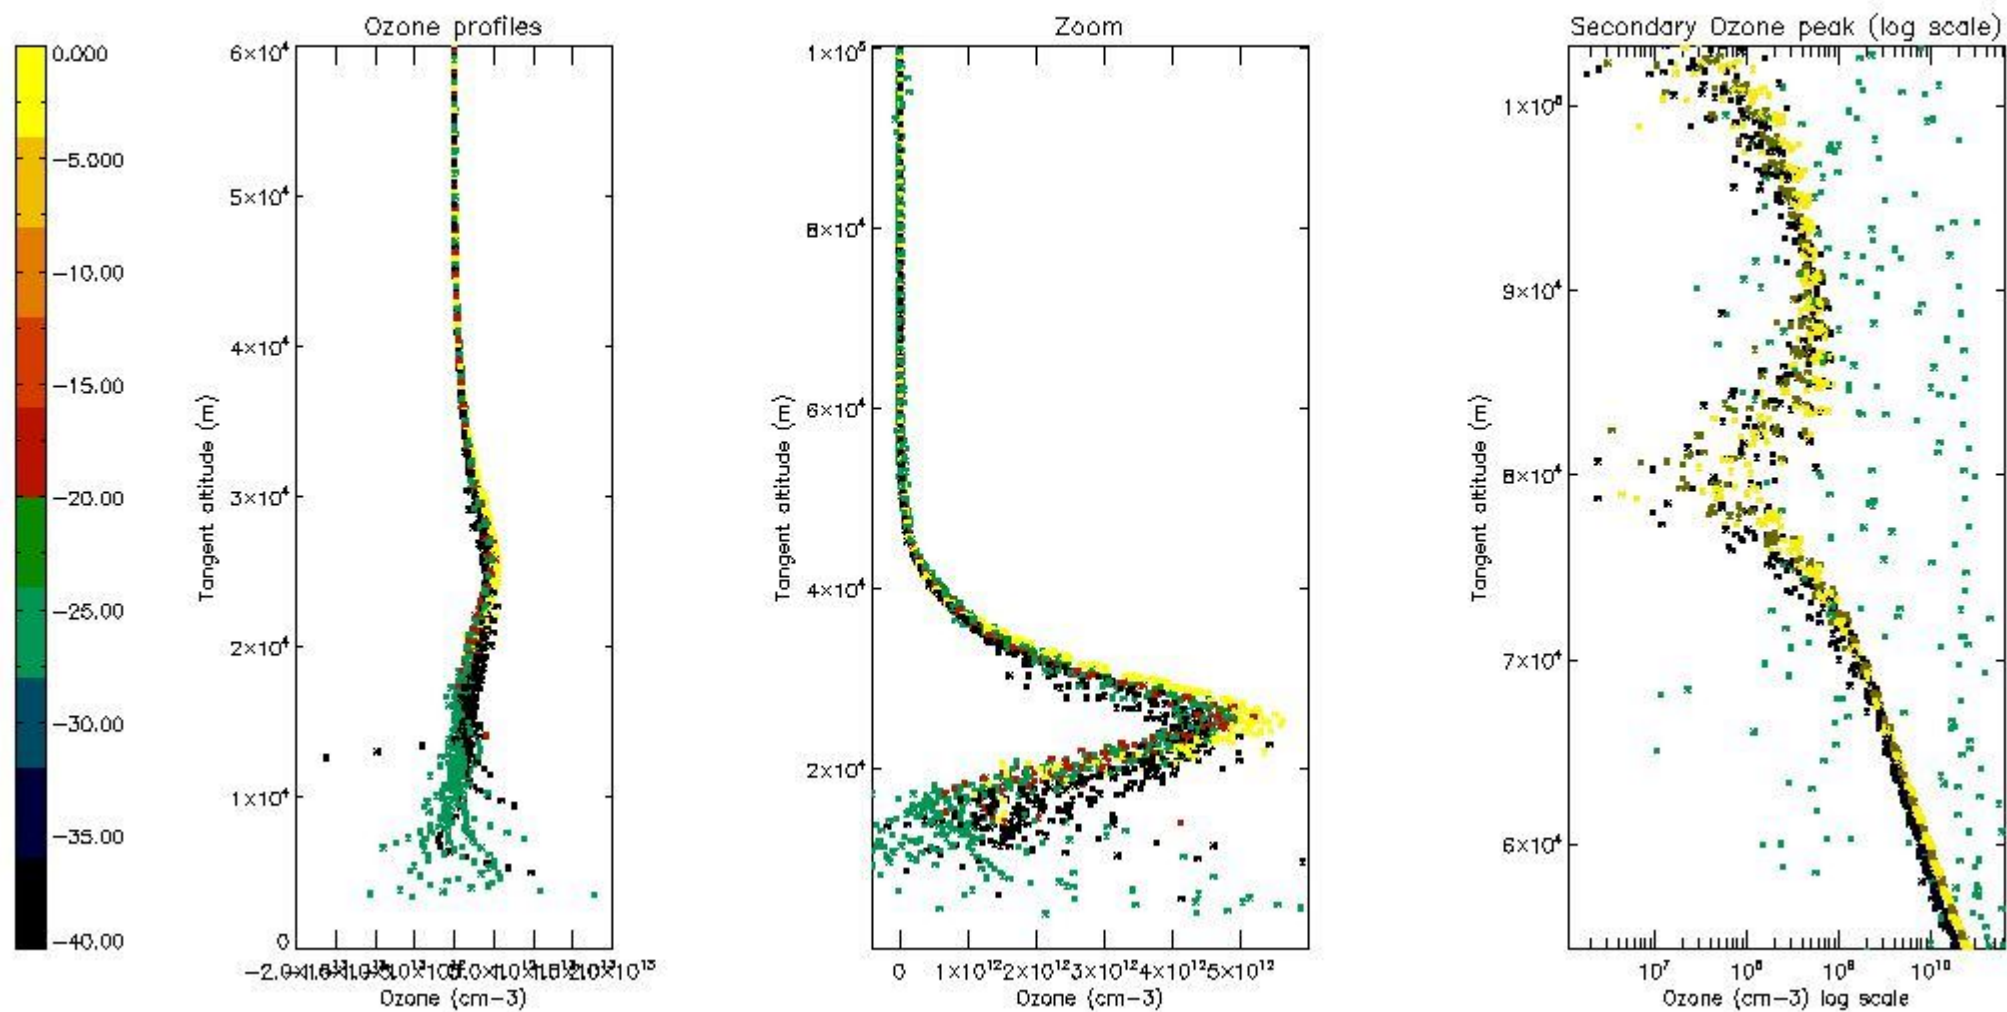 Ozone profiles
Zoom
Secondary Ozone peak (log scale)
0.000
−5.000
−10.00
−15.00
−20.00
−25.00
−30.00
−35.00
−40.00
6×10⁴
5×10⁴
4×10⁴
3×10⁴
2×10⁴
1×10⁴
0
Tangent altitude (m)
Ozone (cm−3)
1×10⁵
8×10⁴
6×10⁴
4×10⁴
2×10⁴
Tangent altitude (m)
0 1×10¹² 2×10¹² 3×10¹² 4×10¹² 5×10¹²
Ozone (cm−3)
9×10⁴
8×10⁴
7×10⁴
6×10⁴
Tangent altitude (m)
10⁷ 10⁸ 10⁹ 10¹⁰
Ozone (cm−3) log scale